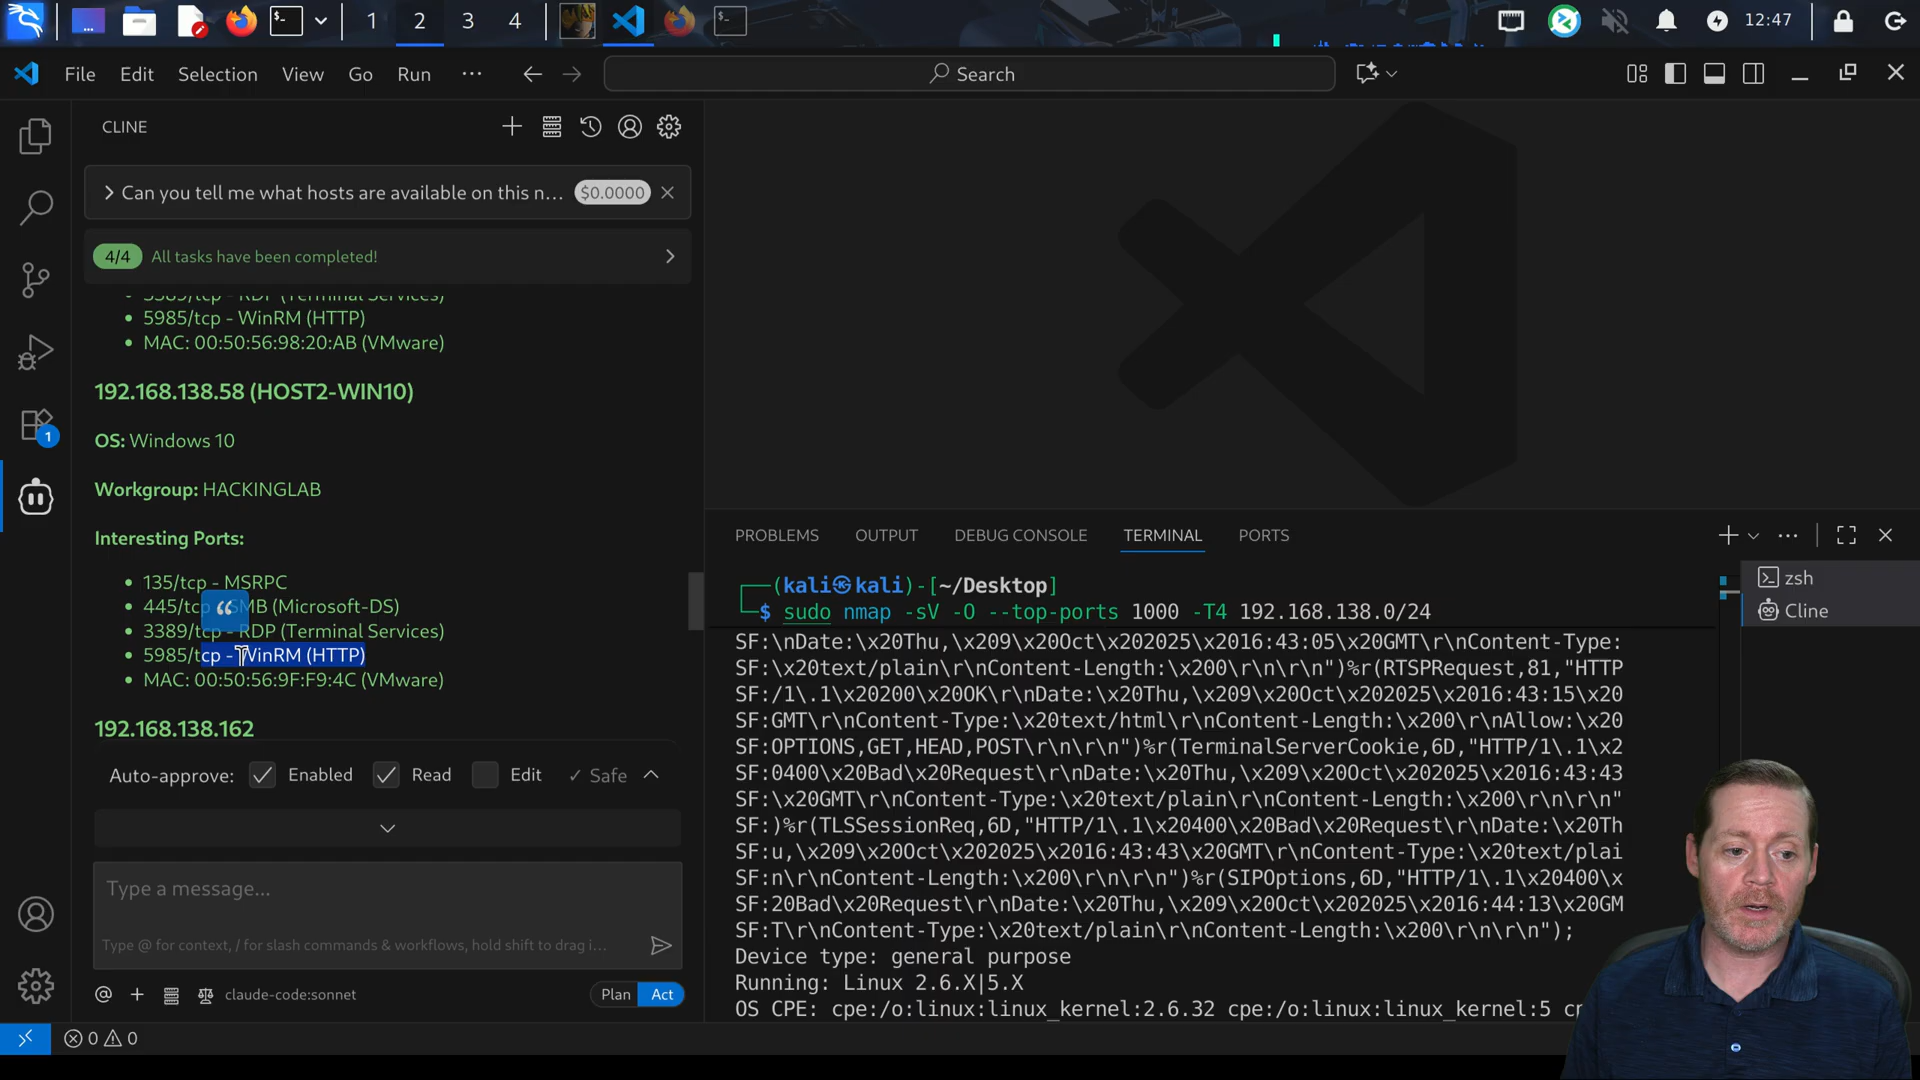 1
2
3
4
12:47
File
Edit
Selection
View
Go
Run
Search
CLINE
Can you tell me what hosts are available on this n...
$0.0000
4/4
All tasks have been completed!
3389/tcp - RDP (Terminal Services)
5985/tcp - WinRM (HTTP)
MAC: 00:50:56:98:20:AB (VMware)
192.168.138.58 (HOST2-WIN10)
OS: Windows 10
Workgroup: HACKINGLAB
Interesting Ports:
135/tcp - MSRPC
445/tcp SMB (Microsoft-DS)
3389/tcp - RDP (Terminal Services)
5985/tcp - WinRM (HTTP)
MAC: 00:50:56:9F:F9:4C (VMware)
192.168.138.162
Auto-approve:
Enabled
Read
Edit
✓ Safe
Type a message...
Type @ for context, / for slash commands & workflows, hold shift to drag i...
@
claude-code:sonnet
Plan
Act
0
0
1
PROBLEMS
OUTPUT
DEBUG CONSOLE
TERMINAL
PORTS
zsh
Cline
┌──(kali㉿kali)-[~/Desktop]
└─$ sudo nmap -sV -O --top-ports 1000 -T4 192.168.138.0/24
SF:\nDate:\x20Thu,\x209\x20Oct\x202025\x2016:43:05\x20GMT\r\nContent-Type:
SF:\x20text/plain\r\nContent-Length:\x200\r\n\r\n")%r(RTSPRequest,81,"HTTP
SF:/1\.1\x20200\x20OK\r\nDate:\x20Thu,\x209\x20Oct\x202025\x2016:43:15\x20
SF:GMT\r\nContent-Type:\x20text/html\r\nContent-Length:\x200\r\nAllow:\x20
SF:OPTIONS,GET,HEAD,POST\r\n\r\n")%r(TerminalServerCookie,6D,"HTTP/1\.1\x2
SF:0400\x20Bad\x20Request\r\nDate:\x20Thu,\x209\x20Oct\x202025\x2016:43:43
SF:\x20GMT\r\nContent-Type:\x20text/plain\r\nContent-Length:\x200\r\n\r\n"
SF:)%r(TLSSessionReq,6D,"HTTP/1\.1\x20400\x20Bad\x20Request\r\nDate:\x20Th
SF:u,\x209\x20Oct\x202025\x2016:43:43\x20GMT\r\nContent-Type:\x20text/plai
SF:n\r\nContent-Length:\x200\r\n\r\n")%r(SIPOptions,6D,"HTTP/1\.1\x20400\x
SF:20Bad\x20Request\r\nDate:\x20Thu,\x209\x20Oct\x202025\x2016:44:13\x20GM
SF:T\r\nContent-Type:\x20text/plain\r\nContent-Length:\x200\r\n\r\n");
Device type: general purpose
Running: Linux 2.6.X|5.X
OS CPE: cpe:/o:linux:linux_kernel:2.6.32 cpe:/o:linux:linux_kernel:5